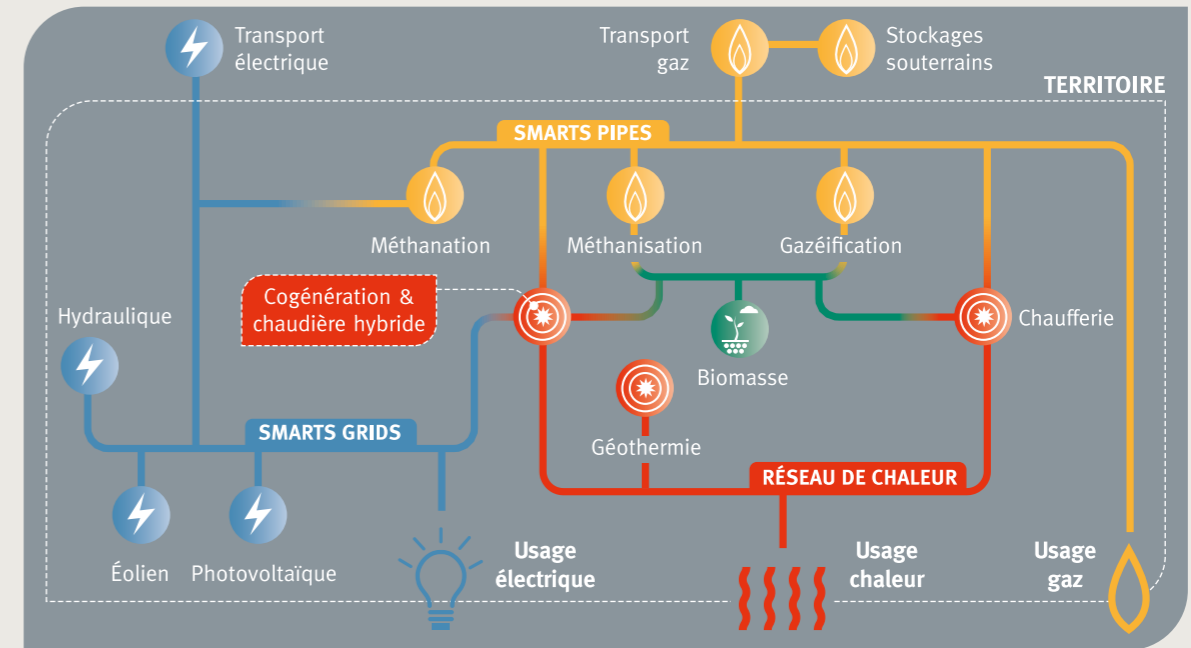 Transport
électrique
Transport
gaz
Stockages
souterrains
TERRITOIRE
SMARTS PIPES
Méthanation
Méthanisation
Gazéification
Cogénération &
chaudière hybride
Hydraulique
Chaufferie
Biomasse
SMARTS GRIDS
Géothermie
RÉSEAU DE CHALEUR
Éolien
Photovoltaïque
Usage
électrique
Usage
chaleur
Usage
gaz